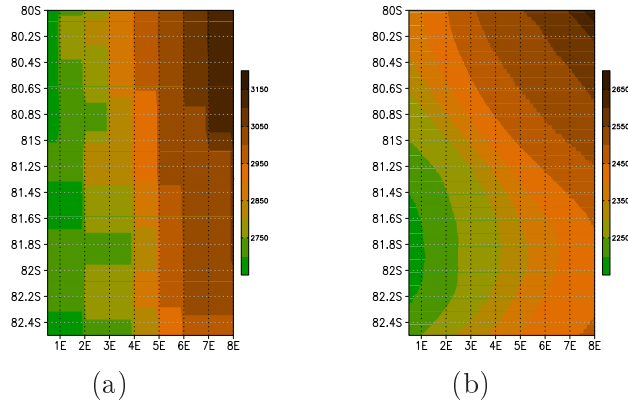 80S
80.2S
80.4S
80.6S
80.8S
81S
81.2S
81.4S
81.6S
81.8S
82S
82.2S
82.4S
1E 2E 3E 4E 5E 6E 7E 8E
3150
3050
2950
2850
2750
(a)
80S
80.2S
80.4S
80.6S
80.8S
81S
81.2S
81.4S
81.6S
81.8S
82S
82.2S
82.4S
1E 2E 3E 4E 5E 6E 7E 8E
2650
2550
2450
2350
2250
(b)